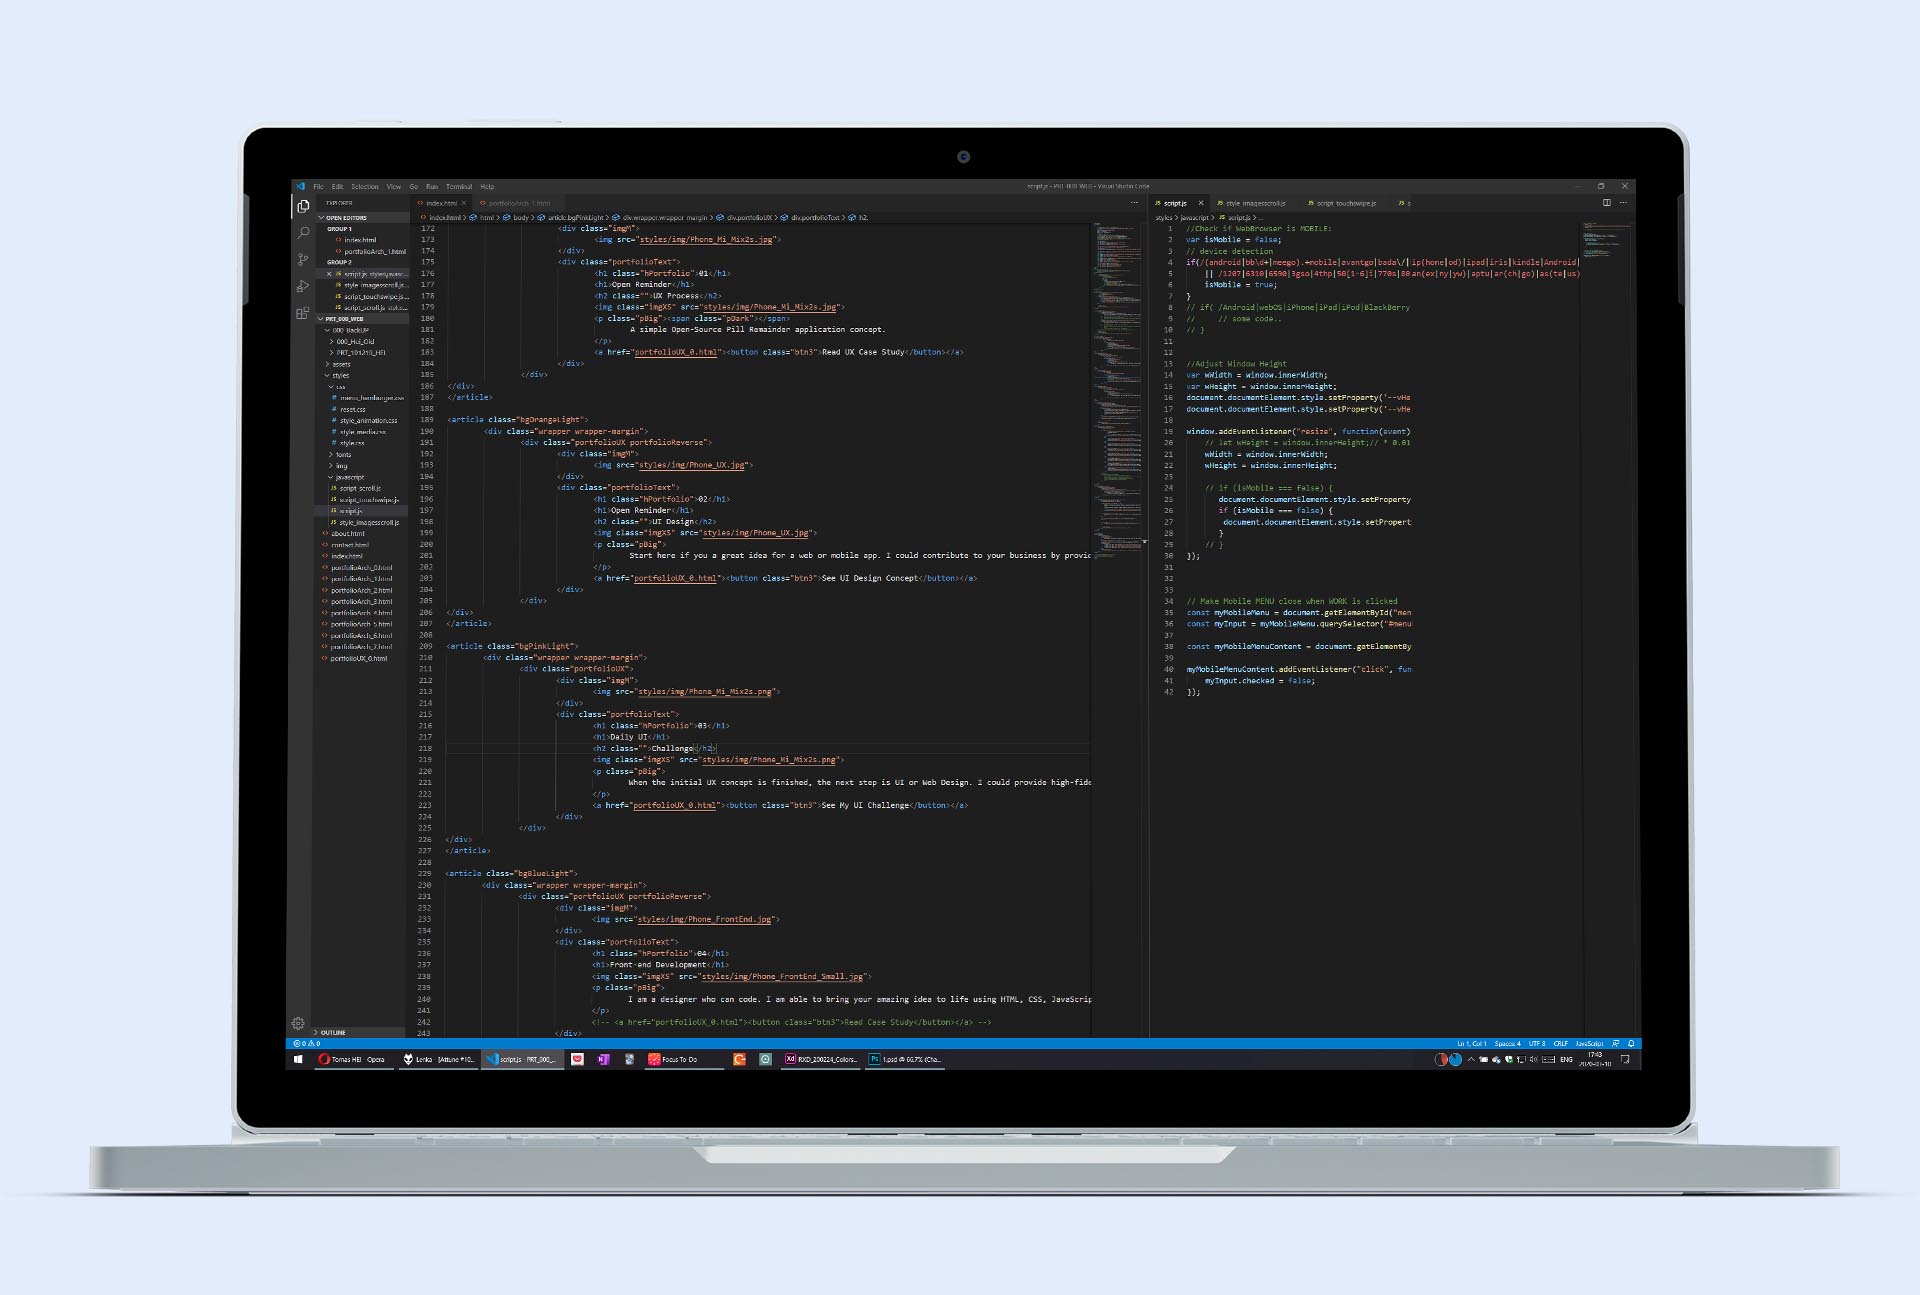 File Edit Selection View Go Run Terminal Help
script.js - PRT_000_WEB - Visual Studio Code
EXPLORER
OPEN EDITORS
GROUP 1
index.html
portfolioArch_1.html
GROUP 2
script.js styles\javasc...
style_imagesscroll.js...
script_touchswipe.js...
script_scroll.js styles...
PRT_000_WEB
000_BackUP
000_Hei_Old
PRT_191219_HEI
assets
styles
css
menu_hamburger.css
reset.css
style_animation.css
style_media.css
style.css
fonts
img
javascript
script_scroll.js
script_touchswipe.js
script.js
style_imagesscroll.js
about.html
contact.html
index.html
portfolioArch_0.html
portfolioArch_1.html
portfolioArch_2.html
portfolioArch_3.html
portfolioArch_4.html
portfolioArch_5.html
portfolioArch_6.html
portfolioArch_7.html
portfolioUX_0.html
OUTLINE
index.html portfolioArch_1.html
index.html > html > body > article.bgPinkLight > div.wrapper.wrapper-margin > div.portfolioUX > div.portfolioText > h2.
172 <div class="imgM">
173 <img src="styles/img/Phone_Mi_Mix2s.jpg">
174 </div>
175 <div class="portfolioText">
176 <h1 class="hPortfolio">01</h1>
177 <h1>Open Reminder</h1>
178 <h2 class="">UX Process</h2>
179 <img class="imgXS" src="styles/img/Phone_Mi_Mix2s.jpg">
180 <p class="pBig"><span class="pDark"></span>
181 A simple Open-Source Pill Remainder application concept.
182 </p>
183 <a href="portfolioUX_0.html"><button class="btn3">Read UX Case Study</button></a>
184 </div>
185 </div>
186 </div>
187 </article>
188
189 <article class="bgOrangeLight">
190 <div class="wrapper wrapper-margin">
191 <div class="portfolioUX portfolioReverse">
192 <div class="imgM">
193 <img src="styles/img/Phone_UX.jpg">
194 </div>
195 <div class="portfolioText">
196 <h1 class="hPortfolio">02</h1>
197 <h1>Open Reminder</h1>
198 <h2 class="">UI Design</h2>
199 <img class="imgXS" src="styles/img/Phone_UX.jpg">
200 <p class="pBig">
201 Start here if you a great idea for a web or mobile app. I could contribute to your business by provid
202 </p>
203 <a href="portfolioUX_0.html"><button class="btn3">See UI Design Concept</button></a>
204 </div>
205 </div>
206 </div>
207 </article>
208
209 <article class="bgPinkLight">
210 <div class="wrapper wrapper-margin">
211 <div class="portfolioUX">
212 <div class="imgM">
213 <img src="styles/img/Phone_Mi_Mix2s.png">
214 </div>
215 <div class="portfolioText">
216 <h1 class="hPortfolio">03</h1>
217 <h1>Daily UI</h1>
218 <h2 class="">Challenge</h2>
219 <img class="imgXS" src="styles/img/Phone_Mi_Mix2s.png">
220 <p class="pBig">
221 When the initial UX concept is finished, the next step is UI or Web Design. I could provide high-fide
222 </p>
223 <a href="portfolioUX_0.html"><button class="btn3">See My UI Challenge</button></a>
224 </div>
225 </div>
226 </div>
227 </article>
228
229 <article class="bgBlueLight">
230 <div class="wrapper wrapper-margin">
231 <div class="portfolioUX portfolioReverse">
232 <div class="imgM">
233 <img src="styles/img/Phone_FrontEnd.jpg">
234 </div>
235 <div class="portfolioText">
236 <h1 class="hPortfolio">04</h1>
237 <h1>Front-end Development</h1>
238 <img class="imgXS" src="styles/img/Phone_FrontEnd_Small.jpg">
239 <p class="pBig">
240 I am a designer who can code. I am able to bring your amazing idea to life using HTML, CSS, JavaScrip
241 </p>
242 <!-- <a href="portfolioUX_0.html"><button class="btn3">Read Case Study</button></a> -->
243 </div>
script.js style_imagesscroll.js script_touchswipe.js s
styles > javascript > script.js > ...
1 //Check if WebBrowser is MOBILE:
2 var isMobile = false;
3 // device detection
4 if(/(android|bb\d+|meego).+mobile|avantgo|bada\/|ip(hone|od)|ipad|iris|kindle|Android|
5 || /1207|6310|6590|3gso|4thp|50[1-6]i|770s|80 an(ex|ny|yw)|aptu|ar(ch|go)|as(te|us)
6 isMobile = true;
7 }
8 // if( /Android|webOS|iPhone|iPad|iPod|BlackBerry
9 // // some code..
10 // }
11
12
13 //Adjust Window Height
14 var wWidth = window.innerWidth;
15 var wHeight = window.innerHeight;
16 document.documentElement.style.setProperty('--vHe
17 document.documentElement.style.setProperty('--vHe
18
19 window.addEventListener("resize", function(event)
20 // let wHeight = window.innerHeight;// * 0.01
21 wWidth = window.innerWidth;
22 wHeight = window.innerHeight;
23
24 // if (isMobile === false) {
25 document.documentElement.style.setProperty
26 if (isMobile === false) {
27 document.documentElement.style.setPropert
28 }
29 // }
30 });
31
32
33
34 // Make Mobile MENU close when WORK is clicked
35 const myMobileMenu = document.getElementById("men
36 const myInput = myMobileMenu.querySelector("#menu
37
38 const myMobileMenuContent = document.getElementBy
39
40 myMobileMenuContent.addEventListener("click", fun
41 myInput.checked = false;
42 });
0 0
Ln 1, Col 1 Spaces: 4 UTF 8 CRLF JavaScript
Tomas HEI Opera
Lenka [Attune #10...
script.js PRT_000_...
Focus To Do
RXD_200224_Colors...
1.psd @ 66.7% (Cha...
ENG
17:43